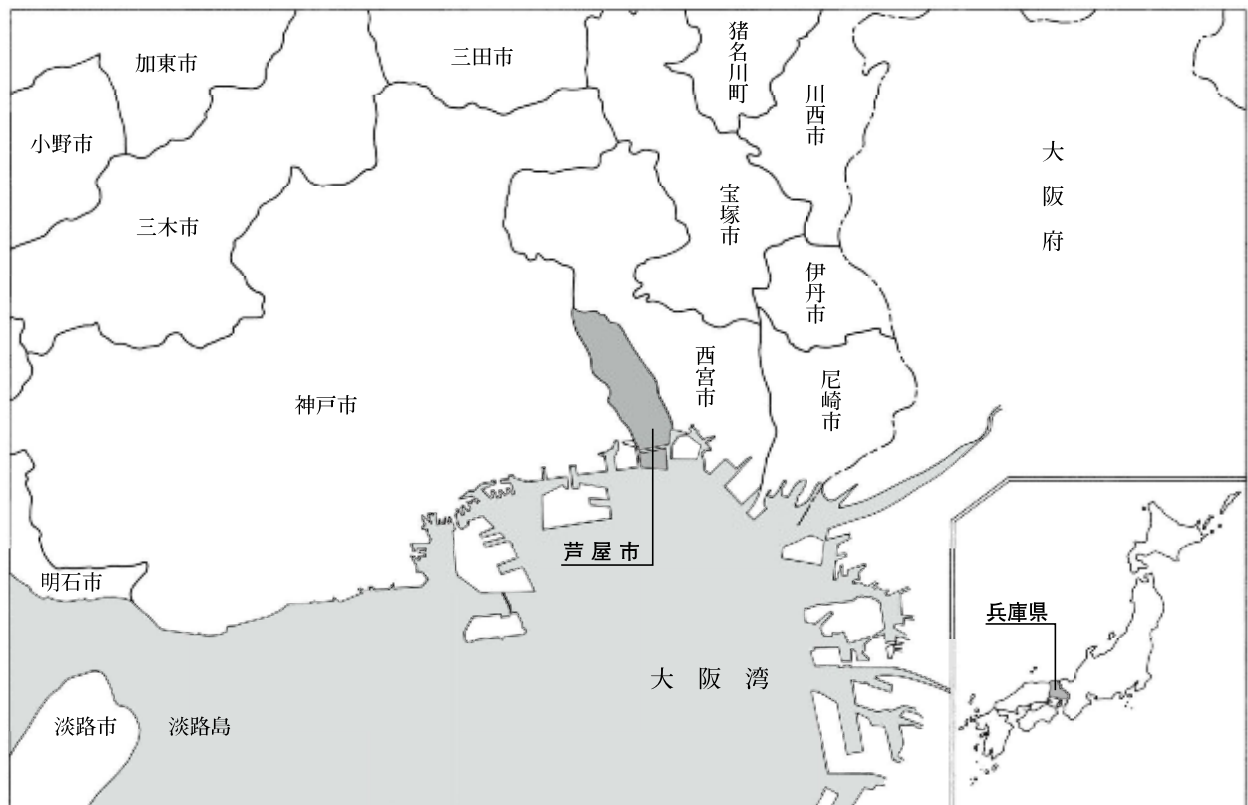 加東市
三田市
猪名川町
川西市
小野市
大阪府
三木市
宝塚市
伊丹市
西宮市
尼崎市
神戸市
芦屋市
明石市
兵庫県
大阪湾
淡路市
淡路島